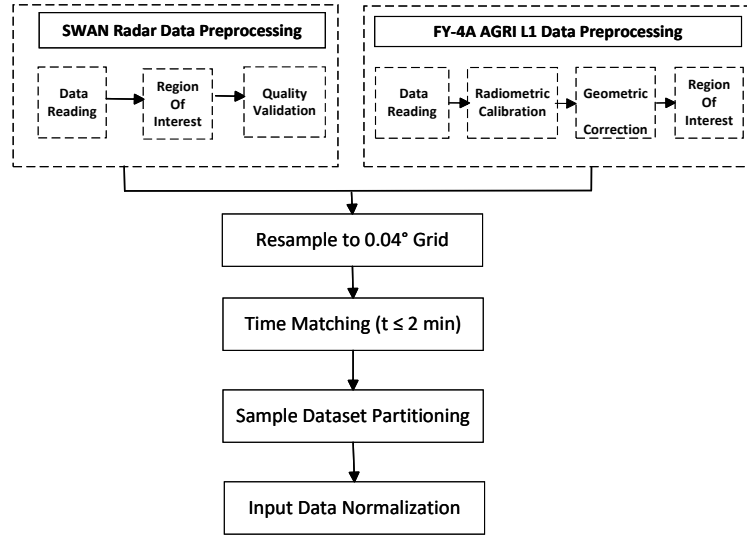 SWAN Radar Data Preprocessing
Data
Reading
Region
Of
Interest
Quality
Validation
FY-4A AGRI L1 Data Preprocessing
Data
Reading
Radiometric
Calibration
Geometric
Correction
Region
Of
Interest
Resample to 0.04° Grid
Time Matching (t ≤ 2 min)
Sample Dataset Partitioning
Input Data Normalization